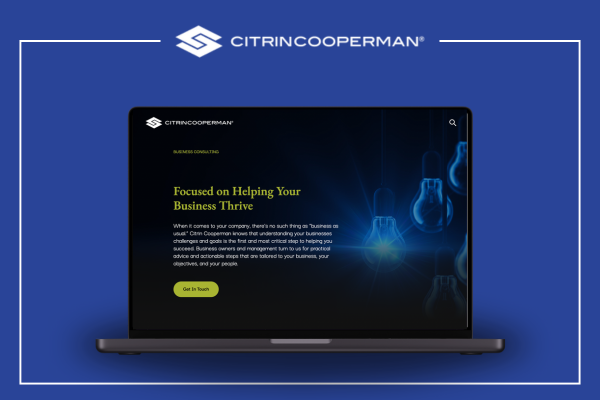 CITRINCOOPERMAN®
CITRINCOOPERMAN®
BUSINESS CONSULTING
Focused on Helping Your
Business Thrive
When it comes to your company, there's no such thing as "business as
usual." Citrin Cooperman knows that understanding your businesses
challenges and goals is the first and most critical step to helping you
succeed. Business owners and management turn to us for practical
advice and actionable steps that are tailored to your business, your
objectives, and your people.
Get In Touch